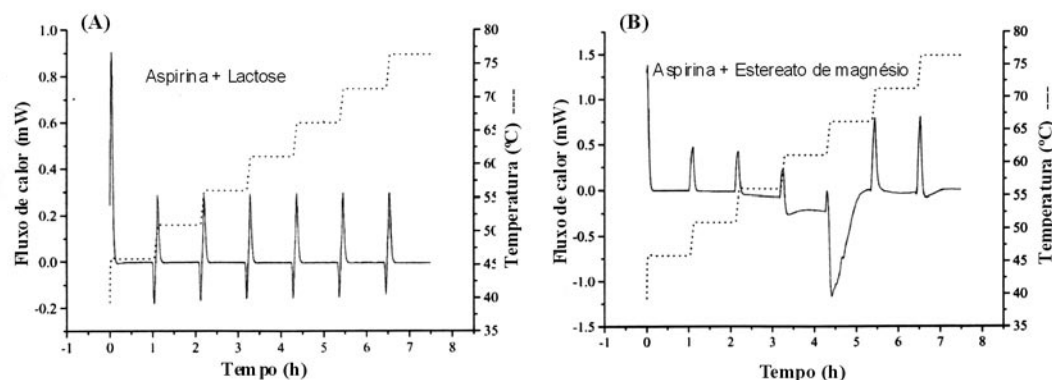 (A)
Aspirina + Lactose
Fluxo de calor (mW)
1.0
0.8
0.6
0.4
0.2
0.0
-0.2
Temperatura (ºC) ----
80
75
70
65
60
55
50
45
40
35
-1 0 1 2 3 4 5 6 7 8
Tempo (h)
(B)
Aspirina + Estereato de magnésio
Fluxo de calor (mW)
1.5
1.0
0.5
0.0
-0.5
-1.0
-1.5
Temperatura (ºC) ----
80
75
70
65
60
55
50
45
40
35
-1 0 1 2 3 4 5 6 7 8
Tempo (h)